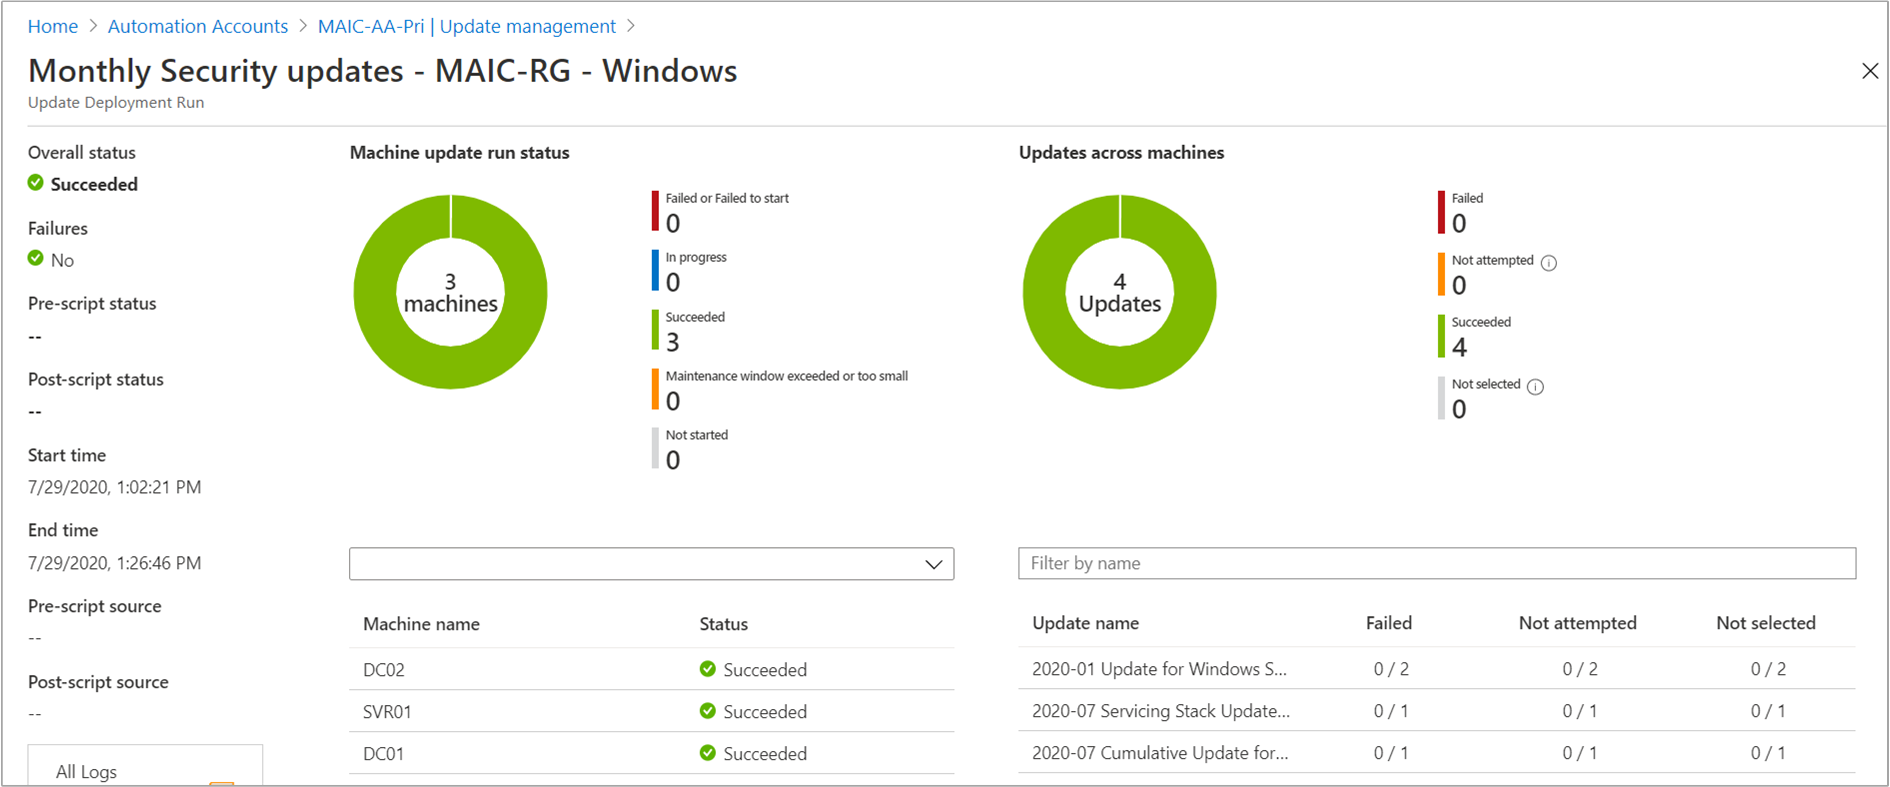 Home > Automation Accounts > MAIC-AA-Pri | Update management >
Monthly Security updates - MAIC-RG - Windows
Update Deployment Run
Overall status
Succeeded
Failures
No
Pre-script status
--
Post-script status
--
Start time
7/29/2020, 1:02:21 PM
End time
7/29/2020, 1:26:46 PM
Pre-script source
--
Post-script source
--
All Logs
Machine update run status
3
machines
Failed or Failed to start
0
In progress
0
Succeeded
3
Maintenance window exceeded or too small
0
Not started
0
Machine name Status
DC02 Succeeded
SVR01 Succeeded
DC01 Succeeded
Updates across machines
4
Updates
Failed
0
Not attempted
0
Succeeded
4
Not selected
0
Filter by name
Update name Failed Not attempted Not selected
2020-01 Update for Windows S... 0 / 2 0 / 2 0 / 2
2020-07 Servicing Stack Update... 0 / 1 0 / 1 0 / 1
2020-07 Cumulative Update for... 0 / 1 0 / 1 0 / 1